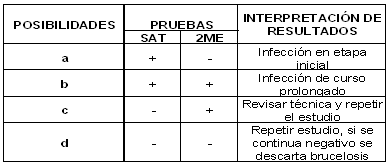 POSIBILIDADES PRUEBAS INTERPRETACIÓN DE RESULTADOS
SAT 2ME
a + - Infección en etapa inicial
b + + Infección de curso prolongado
c - + Revisar técnica y repetir el estudio
d - - Repetir estudio, si se continua negativo se descarta brucelosis